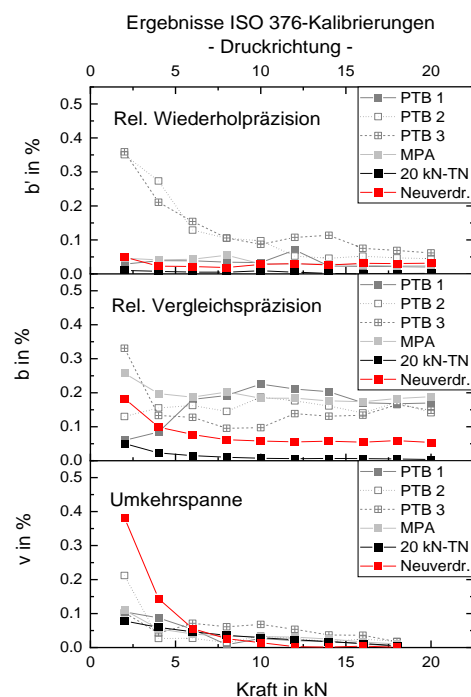 Ergebnisse ISO 376-Kalibrierungen
- Druckrichtung -
0 5 10 15 20
0.5
0.4
0.3
0.2
0.1
0.0
b' in %
Rel. Wiederholpräzision
PTB 1
PTB 2
PTB 3
MPA
20 kN-TN
Neuverdr.
0.5
0.4
0.3
0.2
0.1
0.0
b in %
Rel. Vergleichspräzision
PTB 1
PTB 2
PTB 3
MPA
20 kN-TN
Neuverdr.
0.5
0.4
0.3
0.2
0.1
0.0
v in %
Umkehrspanne
PTB 1
PTB 2
PTB 3
MPA
20 kN-TN
Neuverdr.
0 5 10 15 20
Kraft in kN